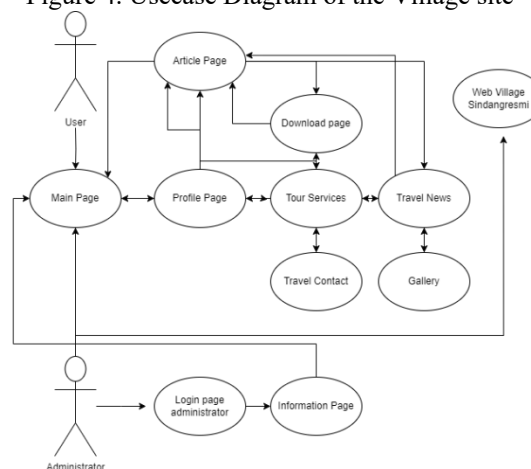 Figure 4. Usecase Diagram of the Village site
Article Page
Web Village
Sindangresmi
User
Download page
Main Page
Profile Page
Tour Services
Travel News
Travel Contact
Gallery
Login page
administrator
Information Page
Administrator